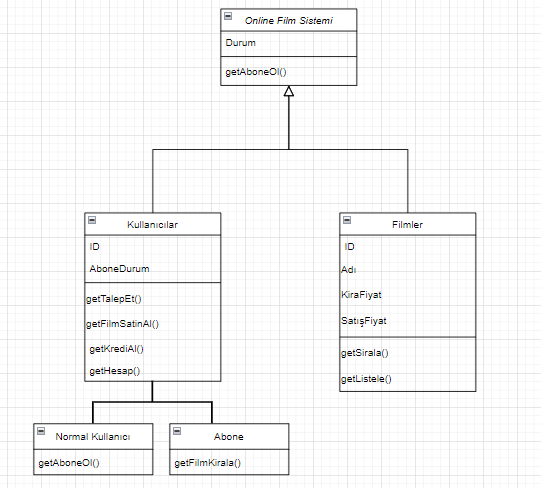 Online Film Sistemi
Durum
getAboneOl()
Kullanıcılar
ID
AboneDurum
getTalepEt()
getFilmSatinAl()
getKrediAl()
getHesap()
Filmler
ID
Adı
KiraFiyat
SatışFiyat
getSirala()
getListele()
Normal Kullanıcı
getAboneOl()
Abone
getFilmKirala()